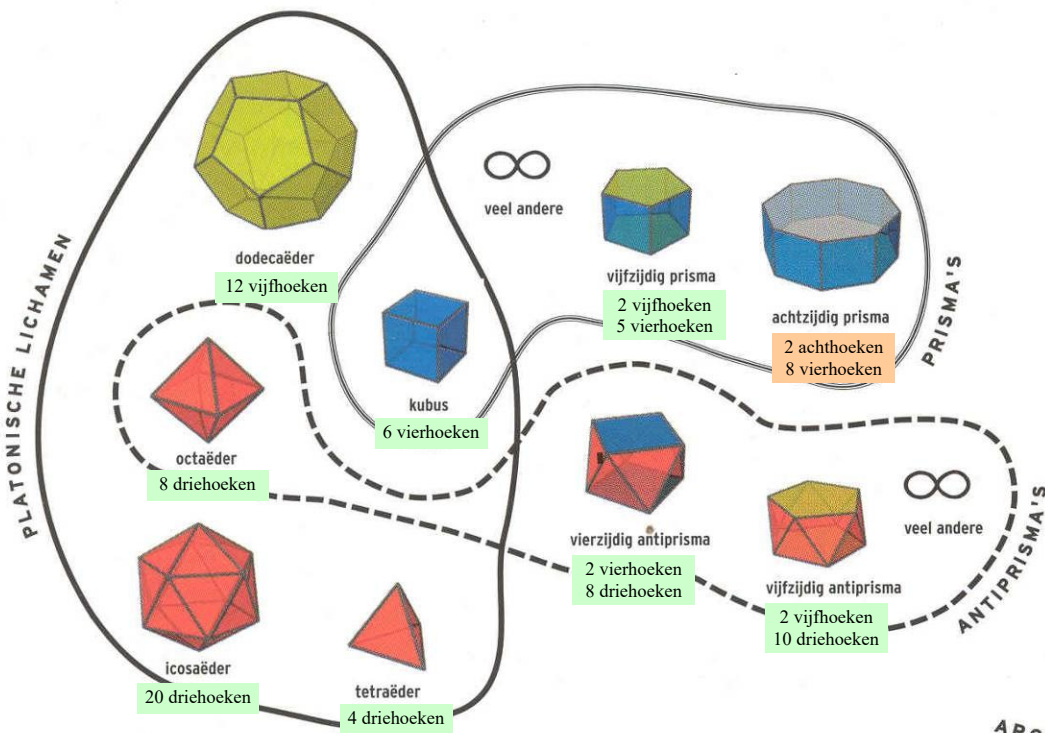 PLATONISCHE LICHAMEN
dodecaëder
12 vijfhoeken
octaëder
8 driehoeken
kubus
6 vierhoeken
icosaëder
20 driehoeken
tetraëder
4 driehoeken
PRISMA'S
veel andere
vijfzijdig prisma
2 vijfhoeken
5 vierhoeken
achtzijdig prisma
2 achthoeken
8 vierhoeken
ANTIPRISMA'S
vierzijdig antiprisma
2 vierhoeken
8 driehoeken
vijfzijdig antiprisma
2 vijfhoeken
10 driehoeken
veel andere